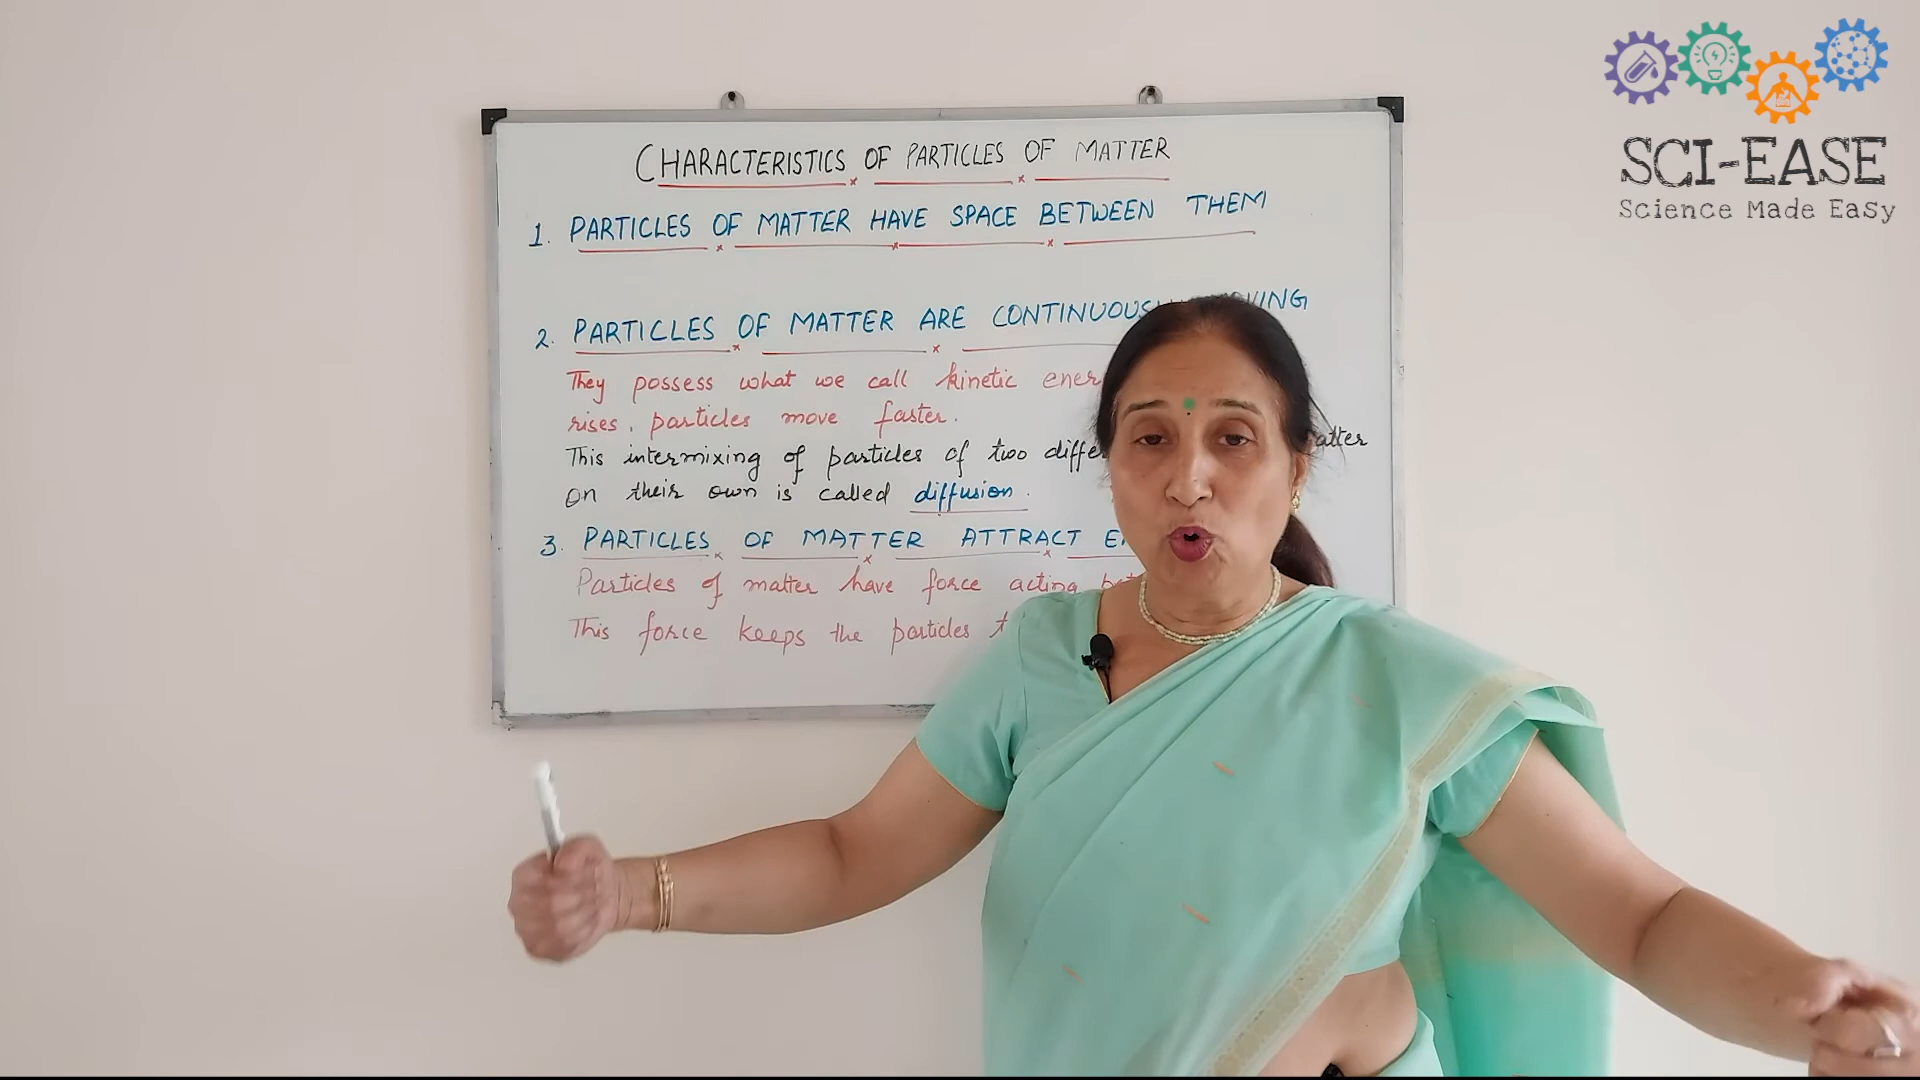 CHARACTERISTICS OF PARTICLES OF MATTER
1. PARTICLES OF MATTER HAVE SPACE BETWEEN THEM
2. PARTICLES OF MATTER ARE
They possess what we call kinetic
rises, particles move faster.
This intermixing of particles of two
on their own is called diffusion.
3. PARTICLES OF MATTER ATTRACT
Particles of matter have force acting
This force keeps the particles
SCI-EASE
Science Made Easy